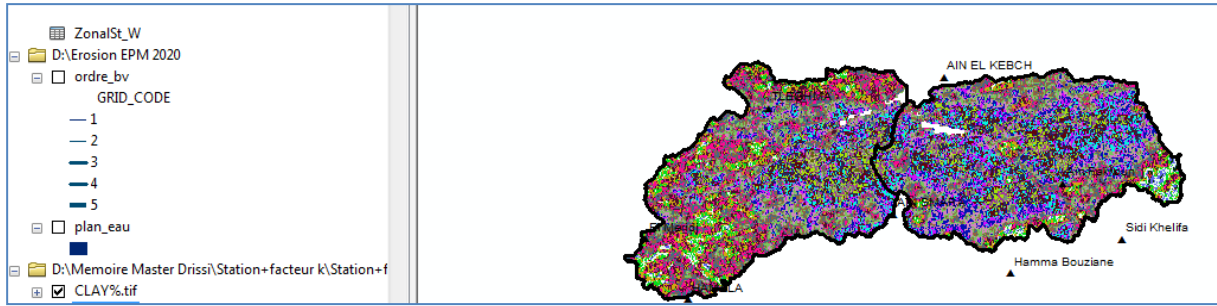 ZonalSt_W
D:\Erosion EPM 2020
ordre_bv
GRID_CODE
1
2
3
4
5
plan_eau
D:\Memoire Master Drissi\Station+facteur k\Station+f
CLAY%.tif
AIN EL KEBCH
Sidi Khelifa
Hamma Bouziane